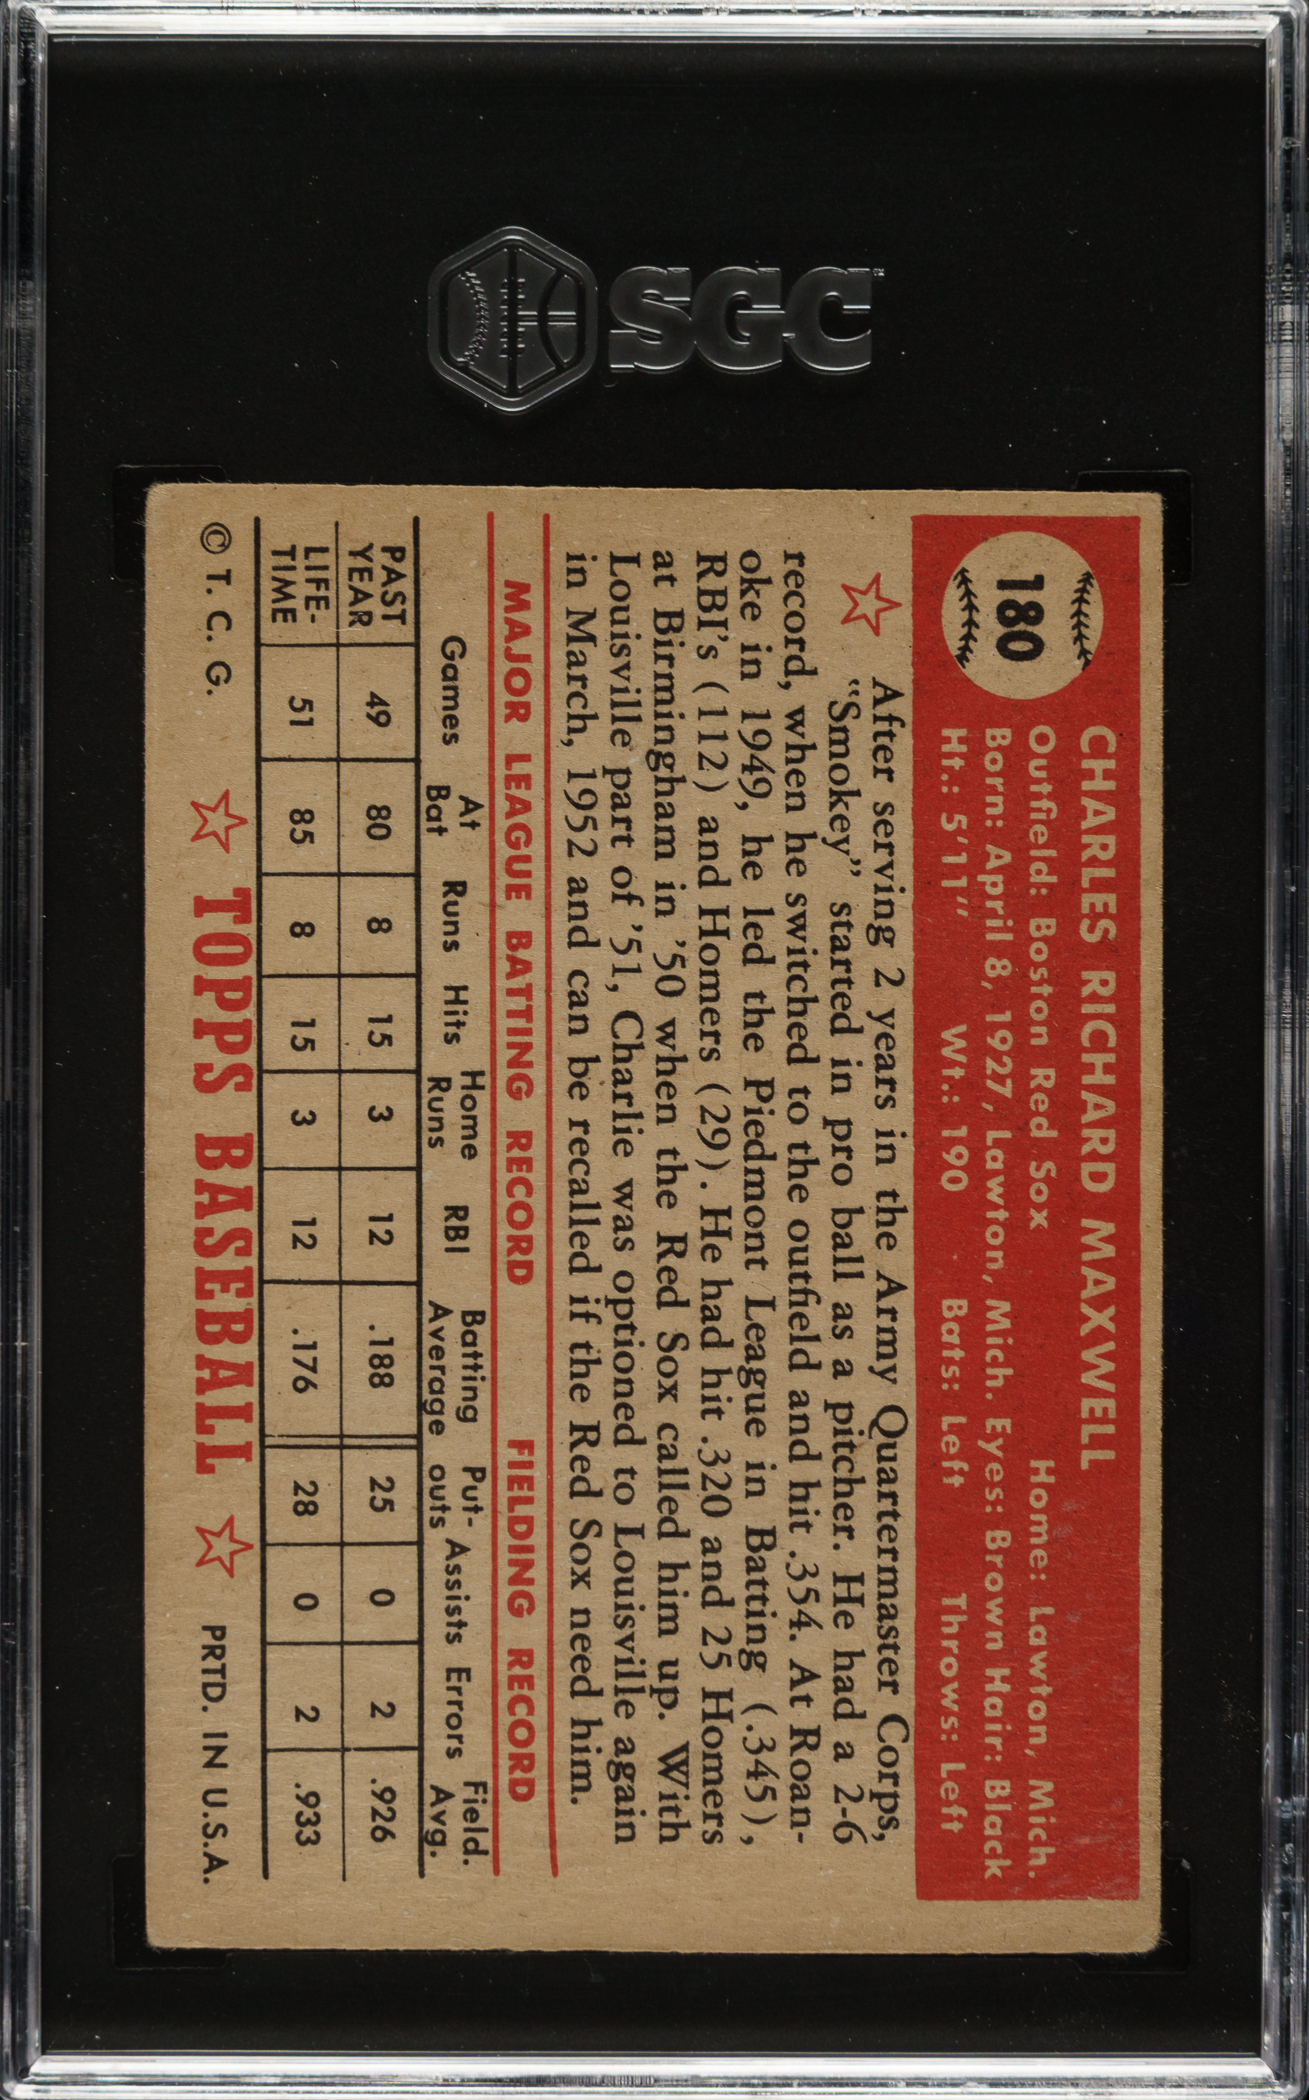 SGC
180
CHARLES RICHARD MAXWELL
Outfield: Boston Red Sox Home: Lawton, Mich.
Born: April 8, 1927, Lawton, Mich. Eyes: Brown Hair: Black
Ht.: 5'11" Wt.: 190 Bats: Left Throws: Left
After serving 2 years in the Army Quartermaster Corps,
"Smokey" started in pro ball as a pitcher. He had a 2-6
record, when he switched to the outfield and hit .354. At Roan-
oke in 1949, he led the Piedmont League in Batting (.345),
RBI's (112) and Homers (29). He had hit .320 and 25 Homers
at Birmingham in '50 when the Red Sox called him up. With
Louisville part of '51, Charlie was optioned to Louisville again
in March, 1952 and can be recalled if the Red Sox need him.
MAJOR LEAGUE BATTING RECORD FIELDING RECORD
Games At Bat Runs Hits Home Runs RBI Batting Average Put-outs Assists Errors Field. Avg.
PAST YEAR 49 80 8 15 3 12 .188 25 0 2 .926
LIFE-TIME 51 85 8 15 3 12 .176 28 0 2 .933
© T. C. G. TOPPS BASEBALL PRTD. IN U.S.A.